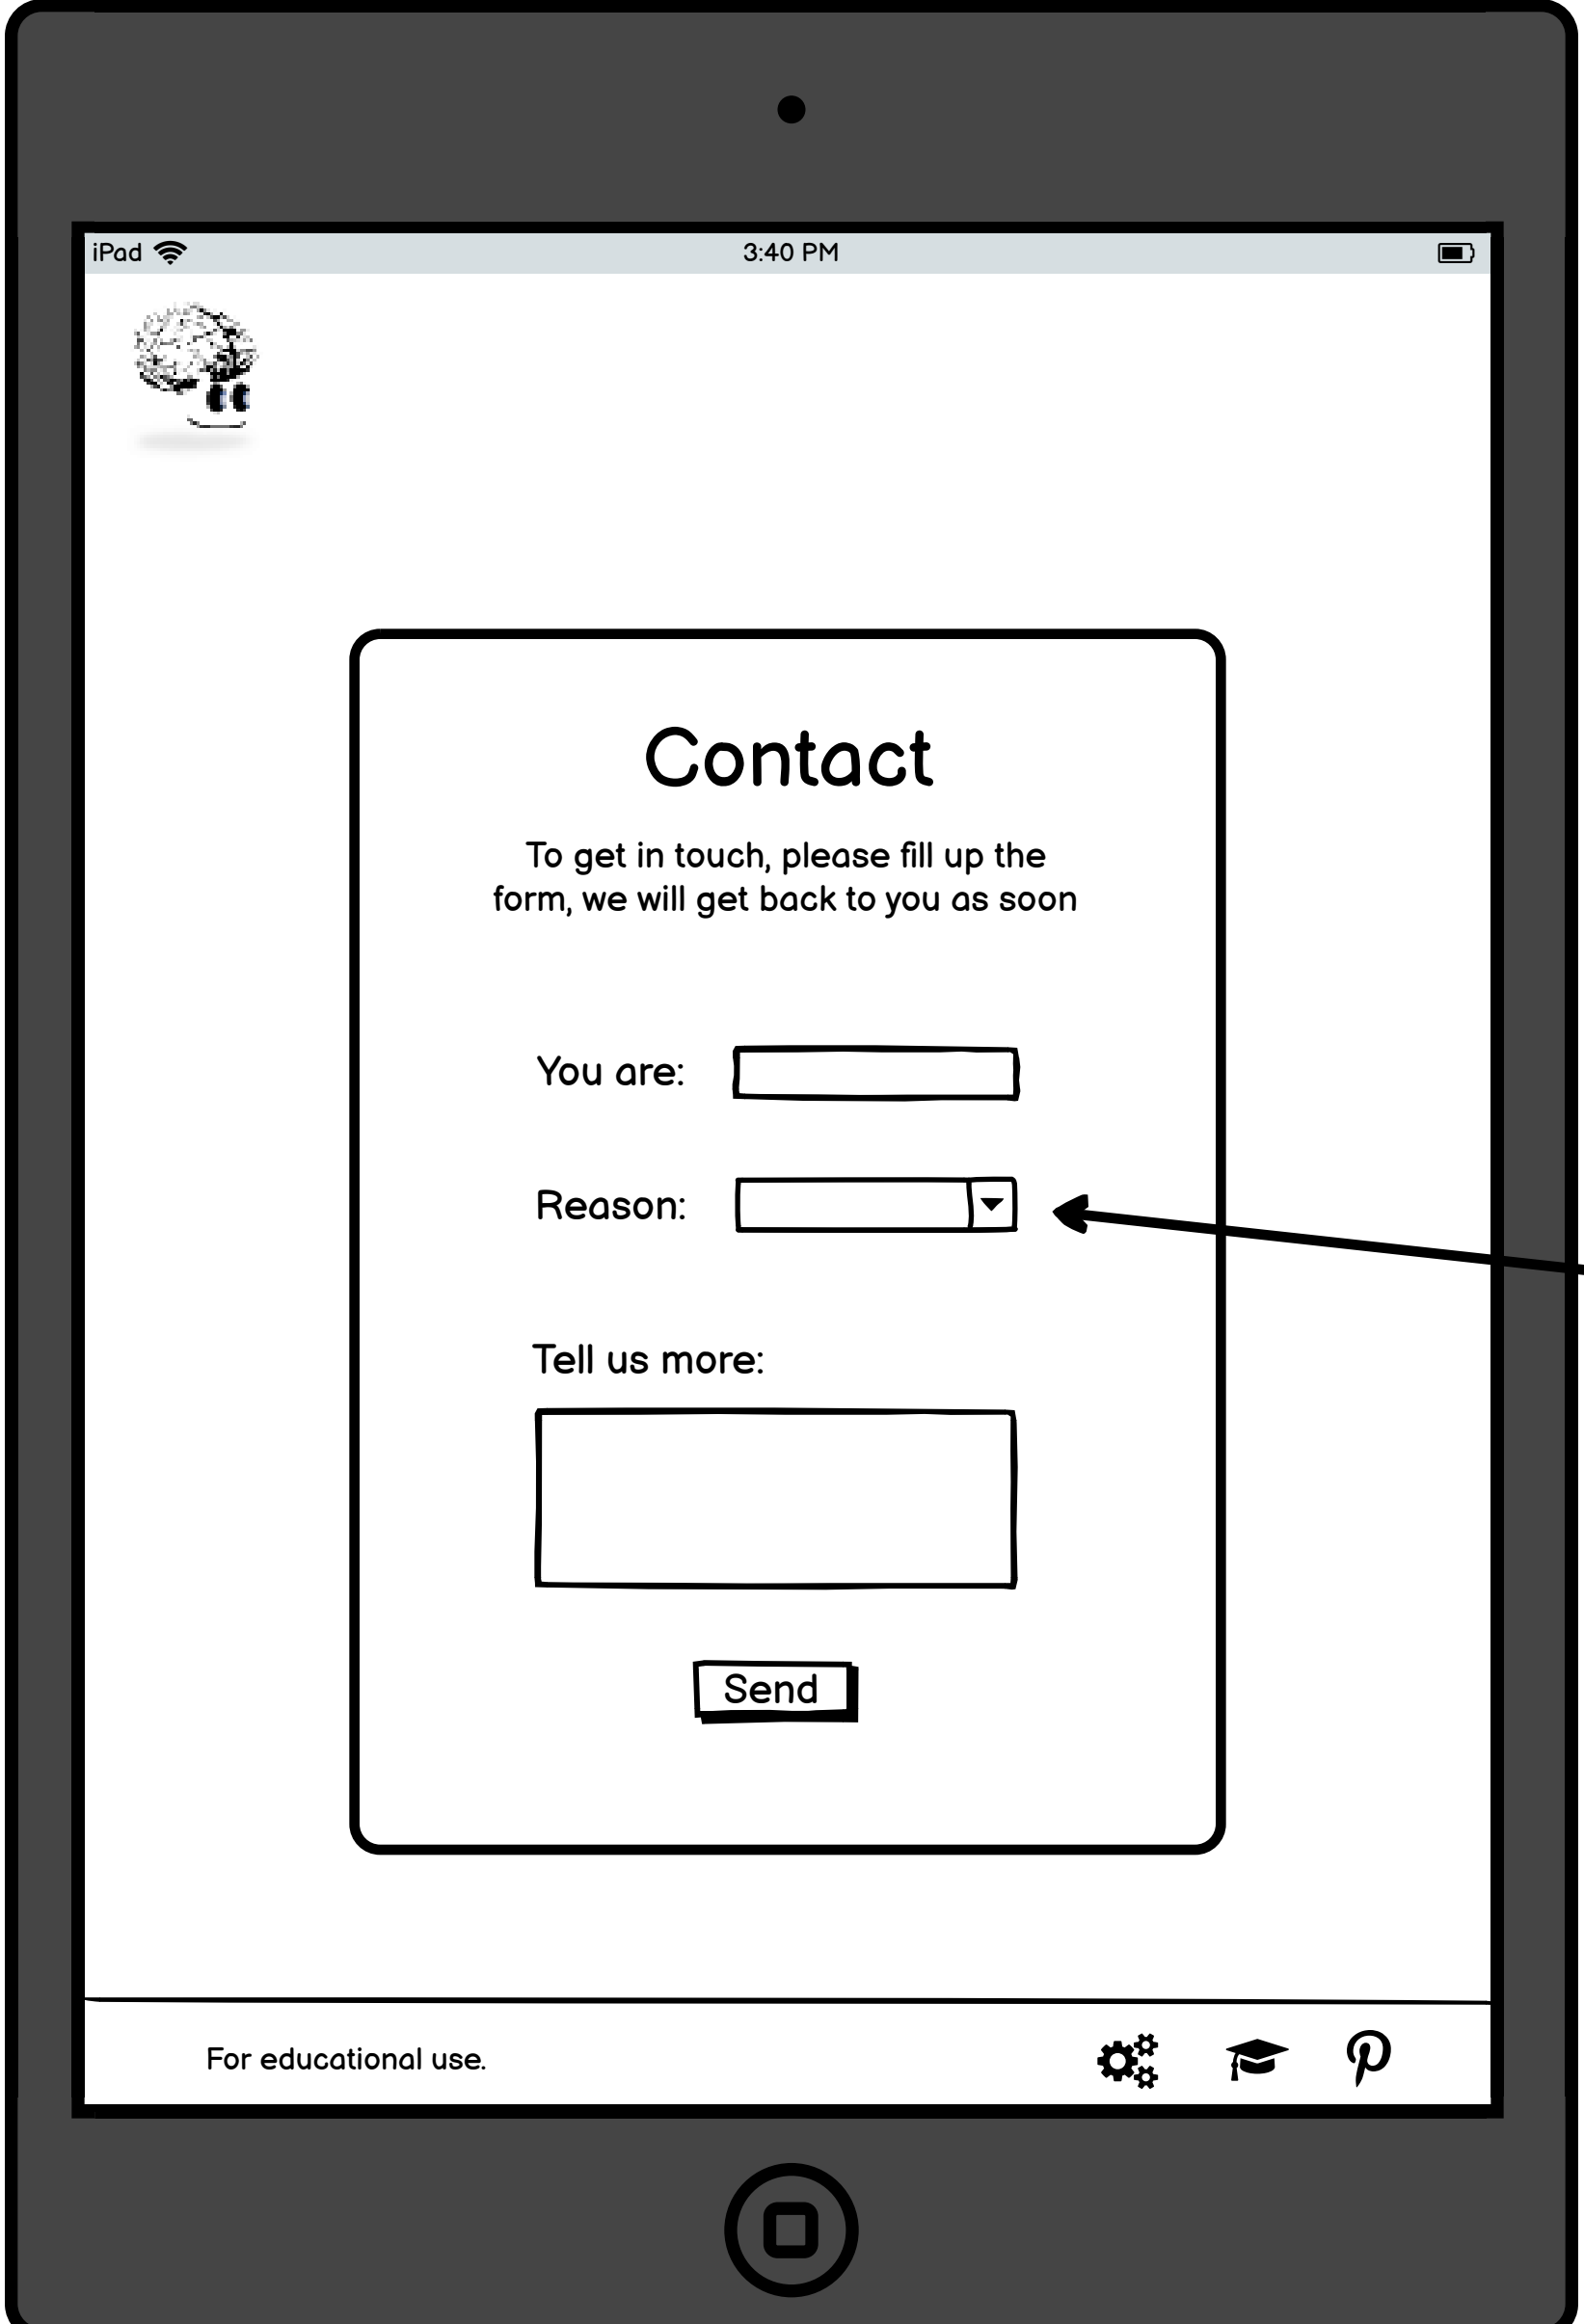 iPad
3:40 PM
Contact
To get in touch, please fill up the
form, we will get back to you as soon
You are:
Reason:
Tell us more:
Send
For educational use.